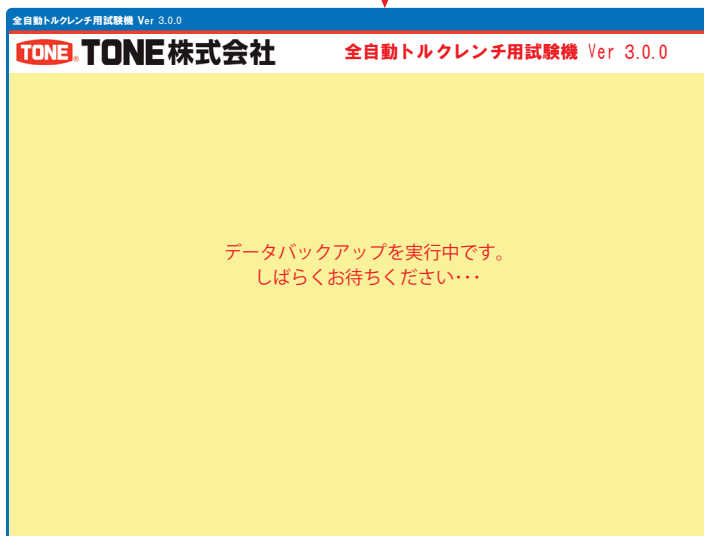 全自動トルクレンチ用試験機 Ver 3.0.0
TONE® TONE株式会社 全自動トルクレンチ用試験機 Ver 3.0.0
データバックアップを実行中です。
しばらくお待ちください･･･